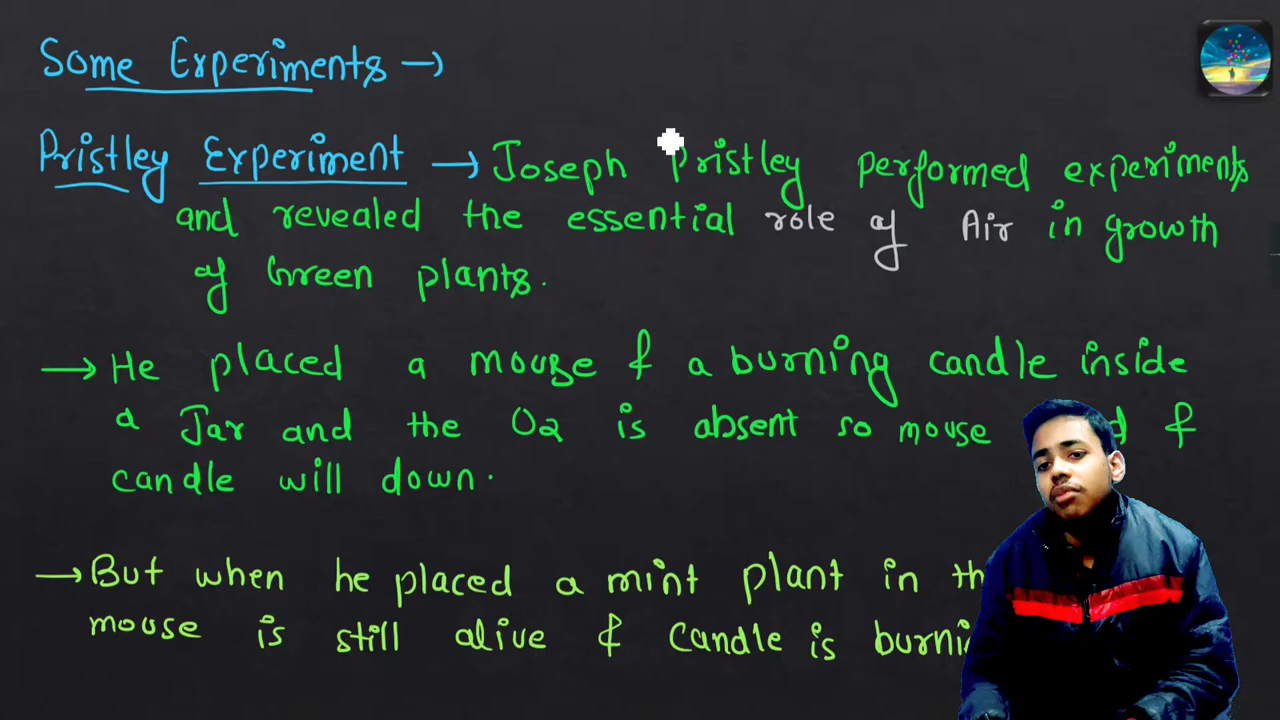 Some Experiments →
Pristley Experiment → Joseph Pristley performed experiments
and revealed the essential role of Air in growth
of Green plants.
→ He placed a mouse & a burning candle inside
a Jar and the O2 is absent so mouse &
candle will down.
→ But when he placed a mint plant in
mouse is still alive & candle is